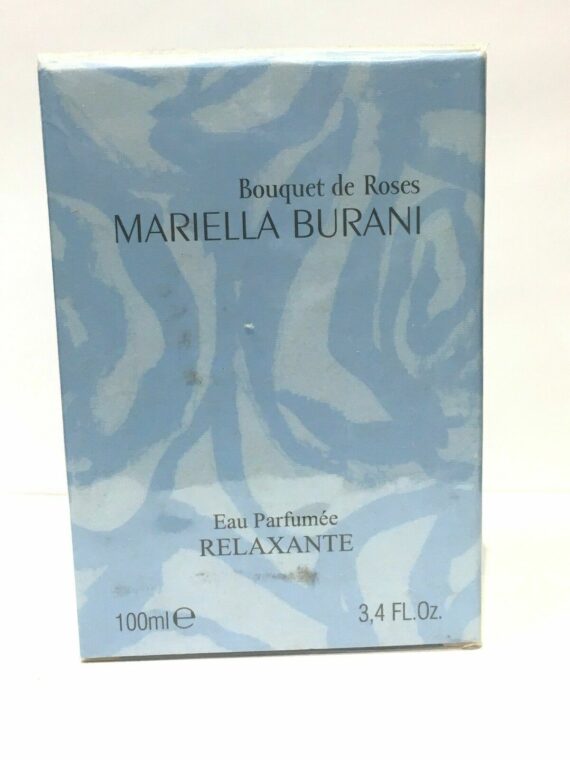 Bouquet de Roses
MARIELLA BURANI
Eau Parfumée
RELAXANTE
100ml℮ 3,4 FL.Oz.